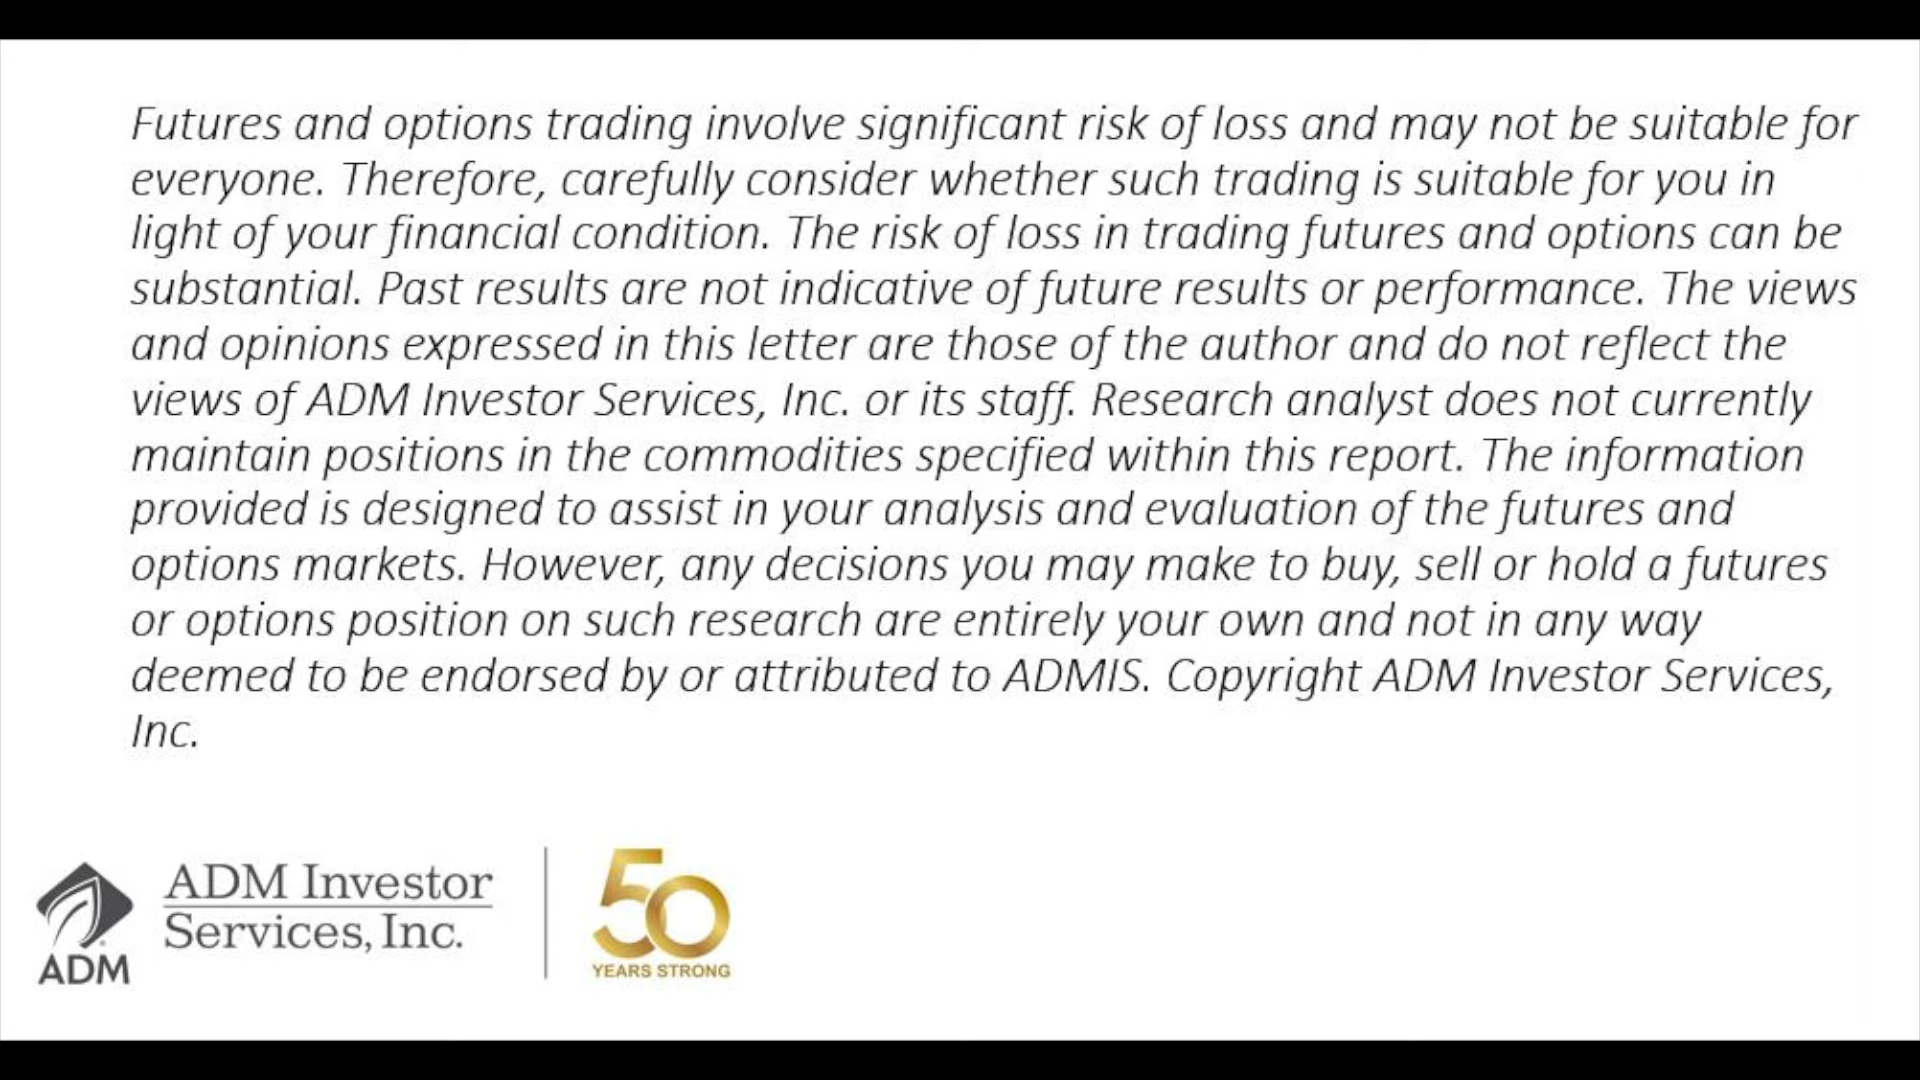 Futures and options trading involve significant risk of loss and may not be suitable for
everyone. Therefore, carefully consider whether such trading is suitable for you in
light of your financial condition. The risk of loss in trading futures and options can be
substantial. Past results are not indicative of future results or performance. The views
and opinions expressed in this letter are those of the author and do not reflect the
views of ADM Investor Services, Inc. or its staff. Research analyst does not currently
maintain positions in the commodities specified within this report. The information
provided is designed to assist in your analysis and evaluation of the futures and
options markets. However, any decisions you may make to buy, sell or hold a futures
or options position on such research are entirely your own and not in any way
deemed to be endorsed by or attributed to ADMIS. Copyright ADM Investor Services,
Inc.
ADM
ADM Investor
Services, Inc.
50
YEARS STRONG